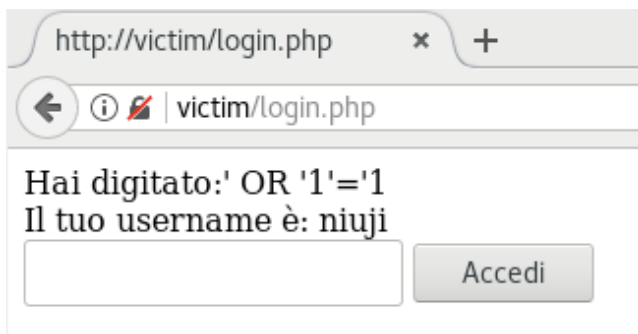 http://victim/login.php
victim/login.php
Hai digitato:' OR '1'='1
Il tuo username è: niuji
Accedi